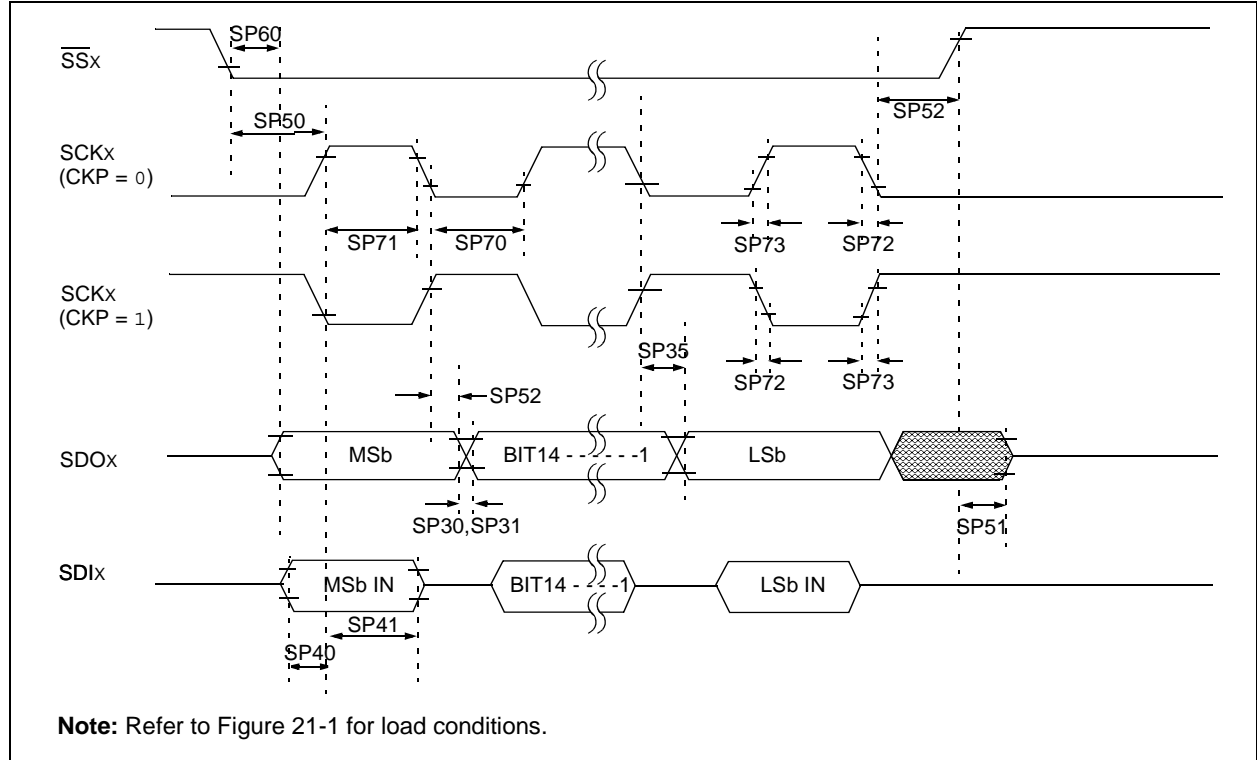 SP60
SSX
SP52
SP50
SCKX
(CKP = 0)
SP71
SP70
SP73
SP72
SCKX
(CKP = 1)
SP35
SP72
SP73
SP52
SDOX
MSb
BIT14 - - - - - -1
LSb
SP30,SP31
SP51
SDIX
MSb IN
BIT14 - - - -1
LSb IN
SP41
SP40
Note: Refer to Figure 21-1 for load conditions.